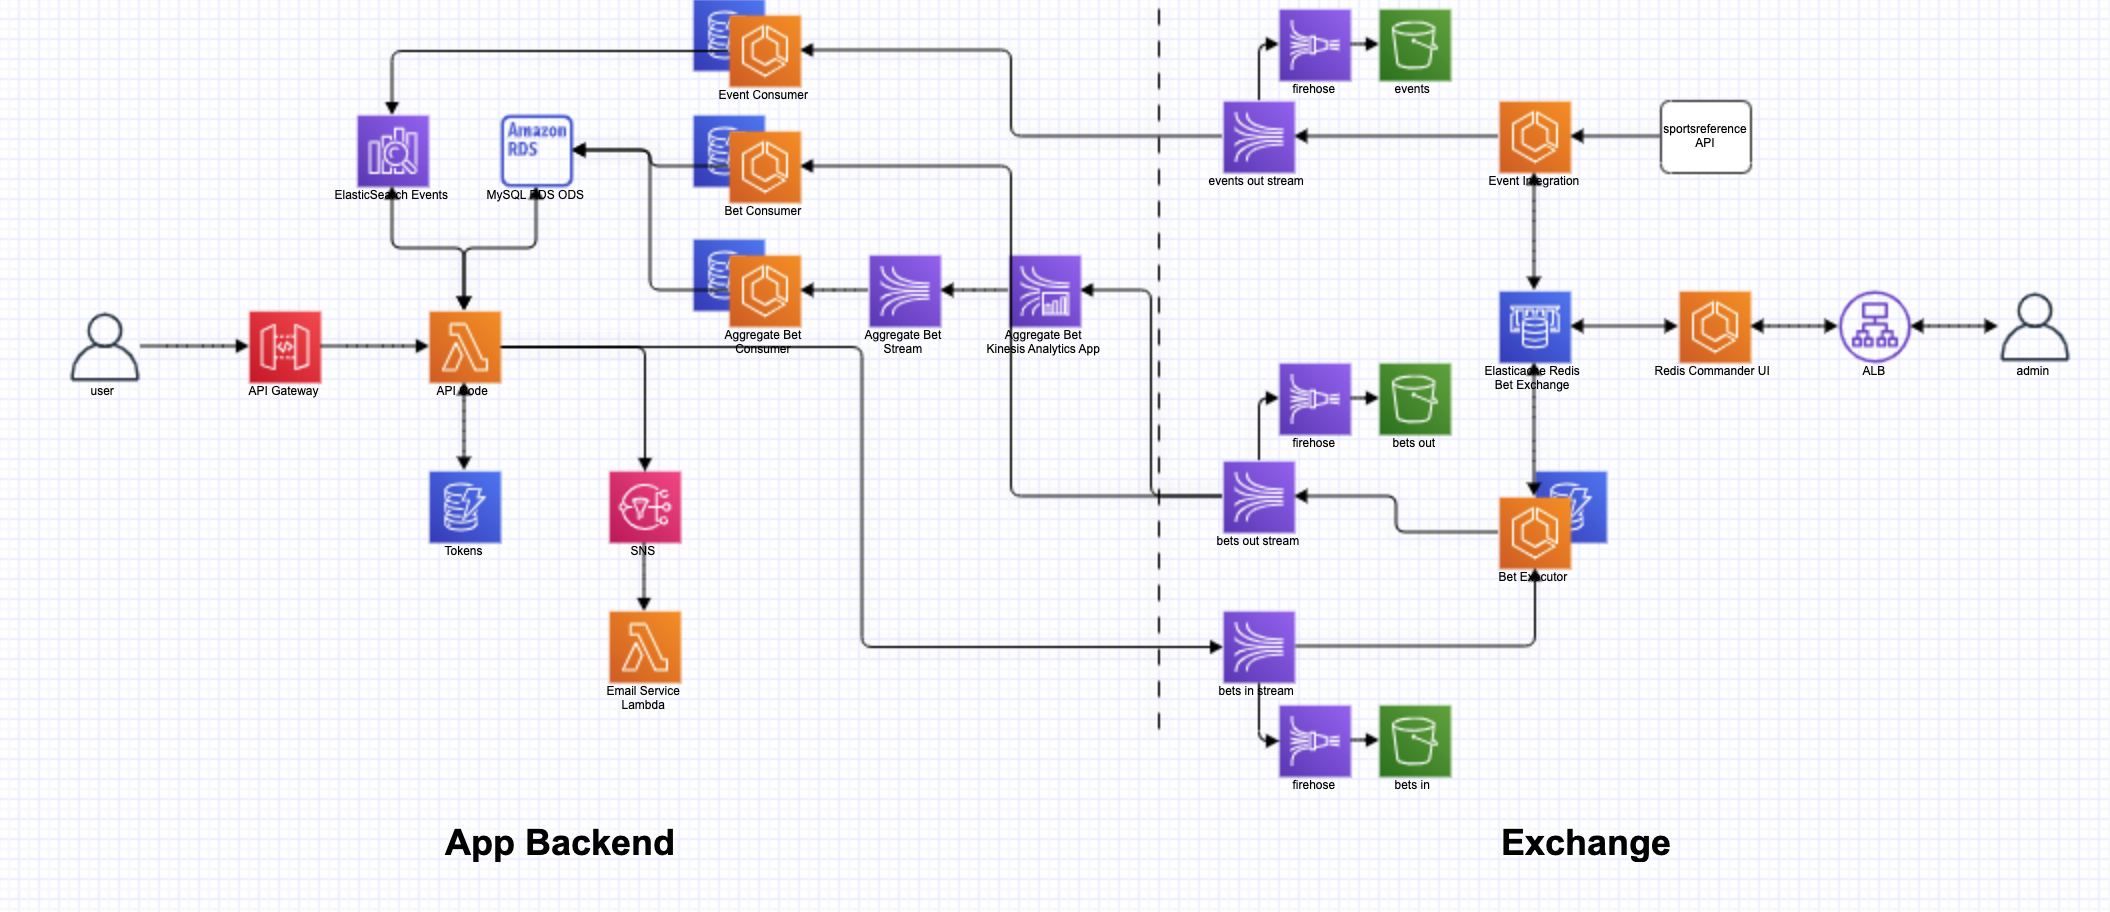 Event Consumer
firehose
events
Amazon
RDS
sportsreference
API
ElasticSearch Events
MySQL RDS ODS
Bet Consumer
events out stream
Event Integration
Aggregate Bet
Consumer
Aggregate Bet
Stream
Aggregate Bet
Kinesis Analytics App
user
API Gateway
API Node
Elasticache Redis
Bet Exchange
Redis Commander UI
ALB
admin
firehose
bets out
Tokens
SNS
bets out stream
Bet Executor
Email Service
Lambda
bets in stream
firehose
bets in
App Backend
Exchange